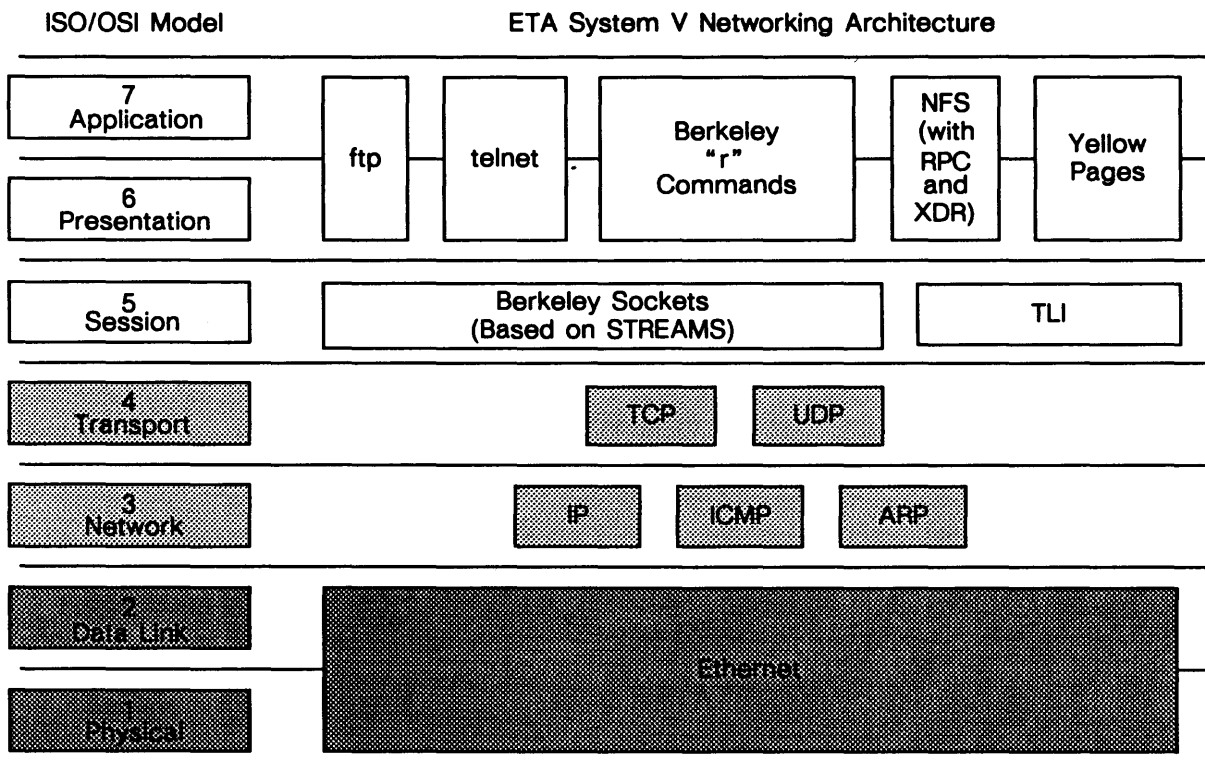 ISO/OSI Model
ETA System V Networking Architecture
7
Application
6
Presentation
ftp
telnet
Berkeley
"r"
Commands
NFS
(with
RPC
and
XDR)
Yellow
Pages
5
Session
Berkeley Sockets
(Based on STREAMS)
TLI
4
Transport
TCP
UDP
3
Network
IP
ICMP
ARP
2
Data Link
1
Physical
Ethernet